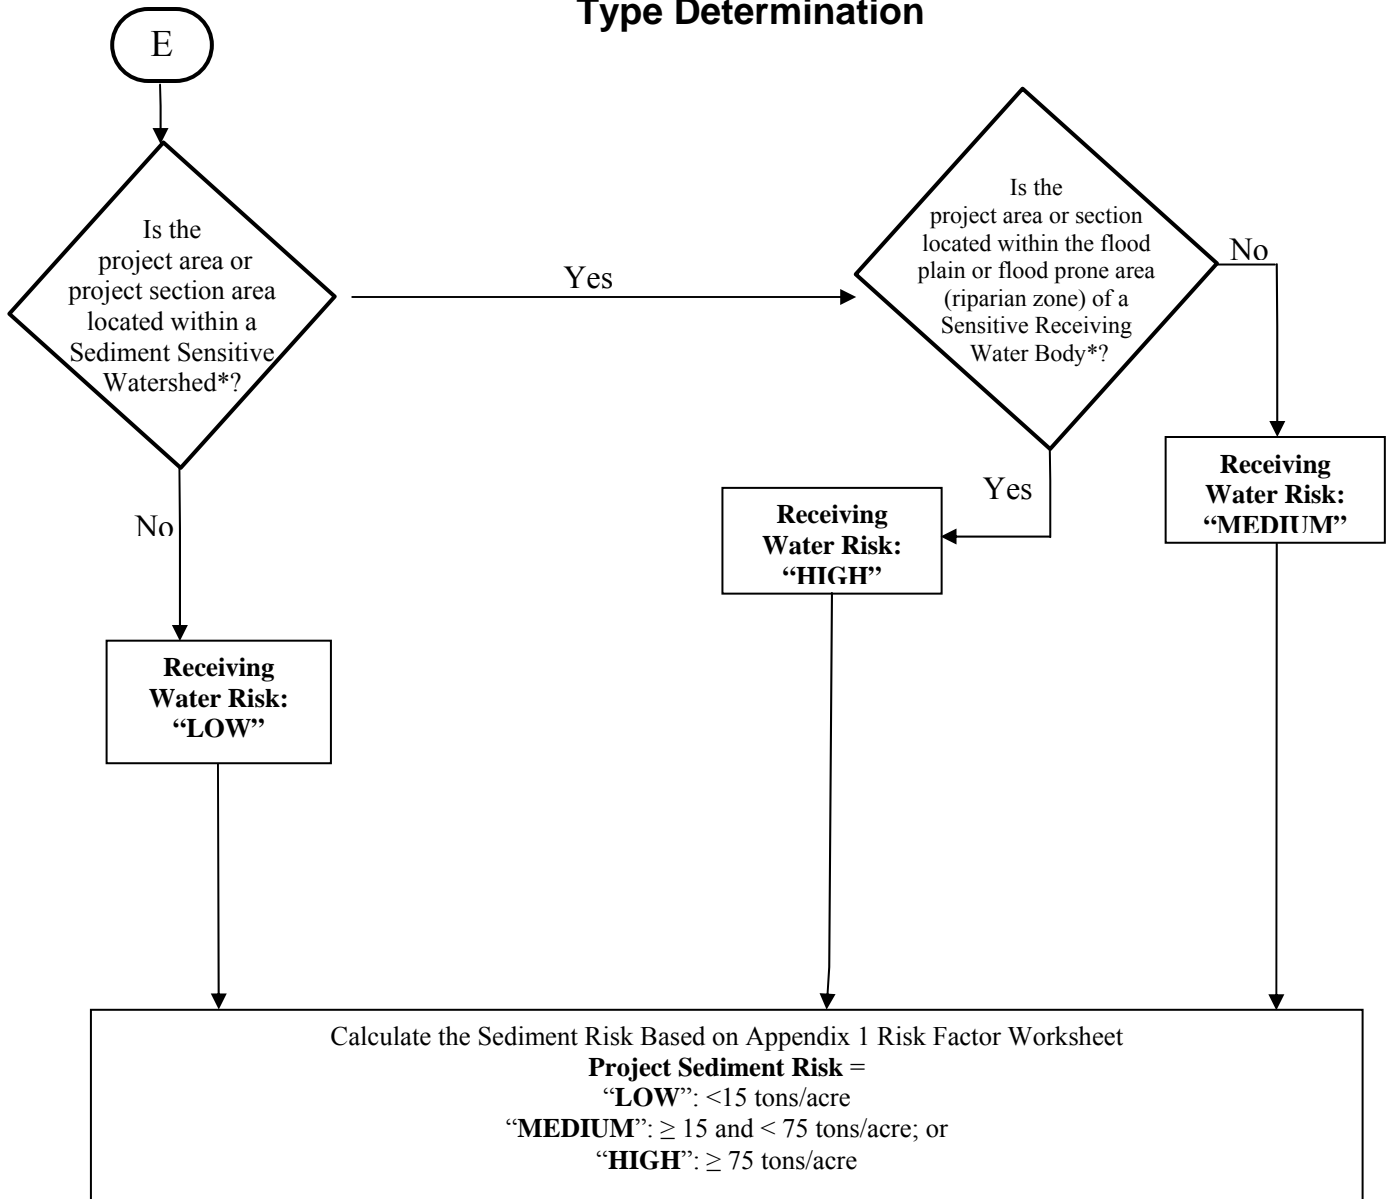 Type Determination
E
Is the
project area or
project section area
located within a
Sediment Sensitive
Watershed*?
Yes
Is the
project area or section
located within the flood
plain or flood prone area
(riparian zone) of a
Sensitive Receiving
Water Body*?
No
Yes
Receiving
Water Risk:
“MEDIUM”
Receiving
Water Risk:
“HIGH”
No
Receiving
Water Risk:
“LOW”
Calculate the Sediment Risk Based on Appendix 1 Risk Factor Worksheet
Project Sediment Risk =
“LOW”: <15 tons/acre
“MEDIUM”: ≥ 15 and < 75 tons/acre; or
“HIGH”: ≥ 75 tons/acre